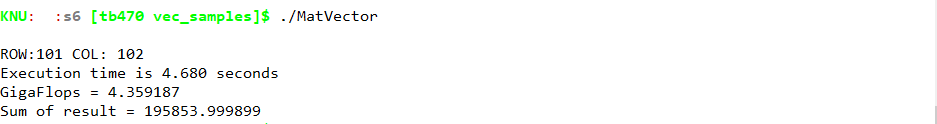 KNU:  :s6 [tb470 vec_samples]$ ./MatVector
ROW:101 COL: 102
Execution time is 4.680 seconds
GigaFlops = 4.359187
Sum of result = 195853.999899